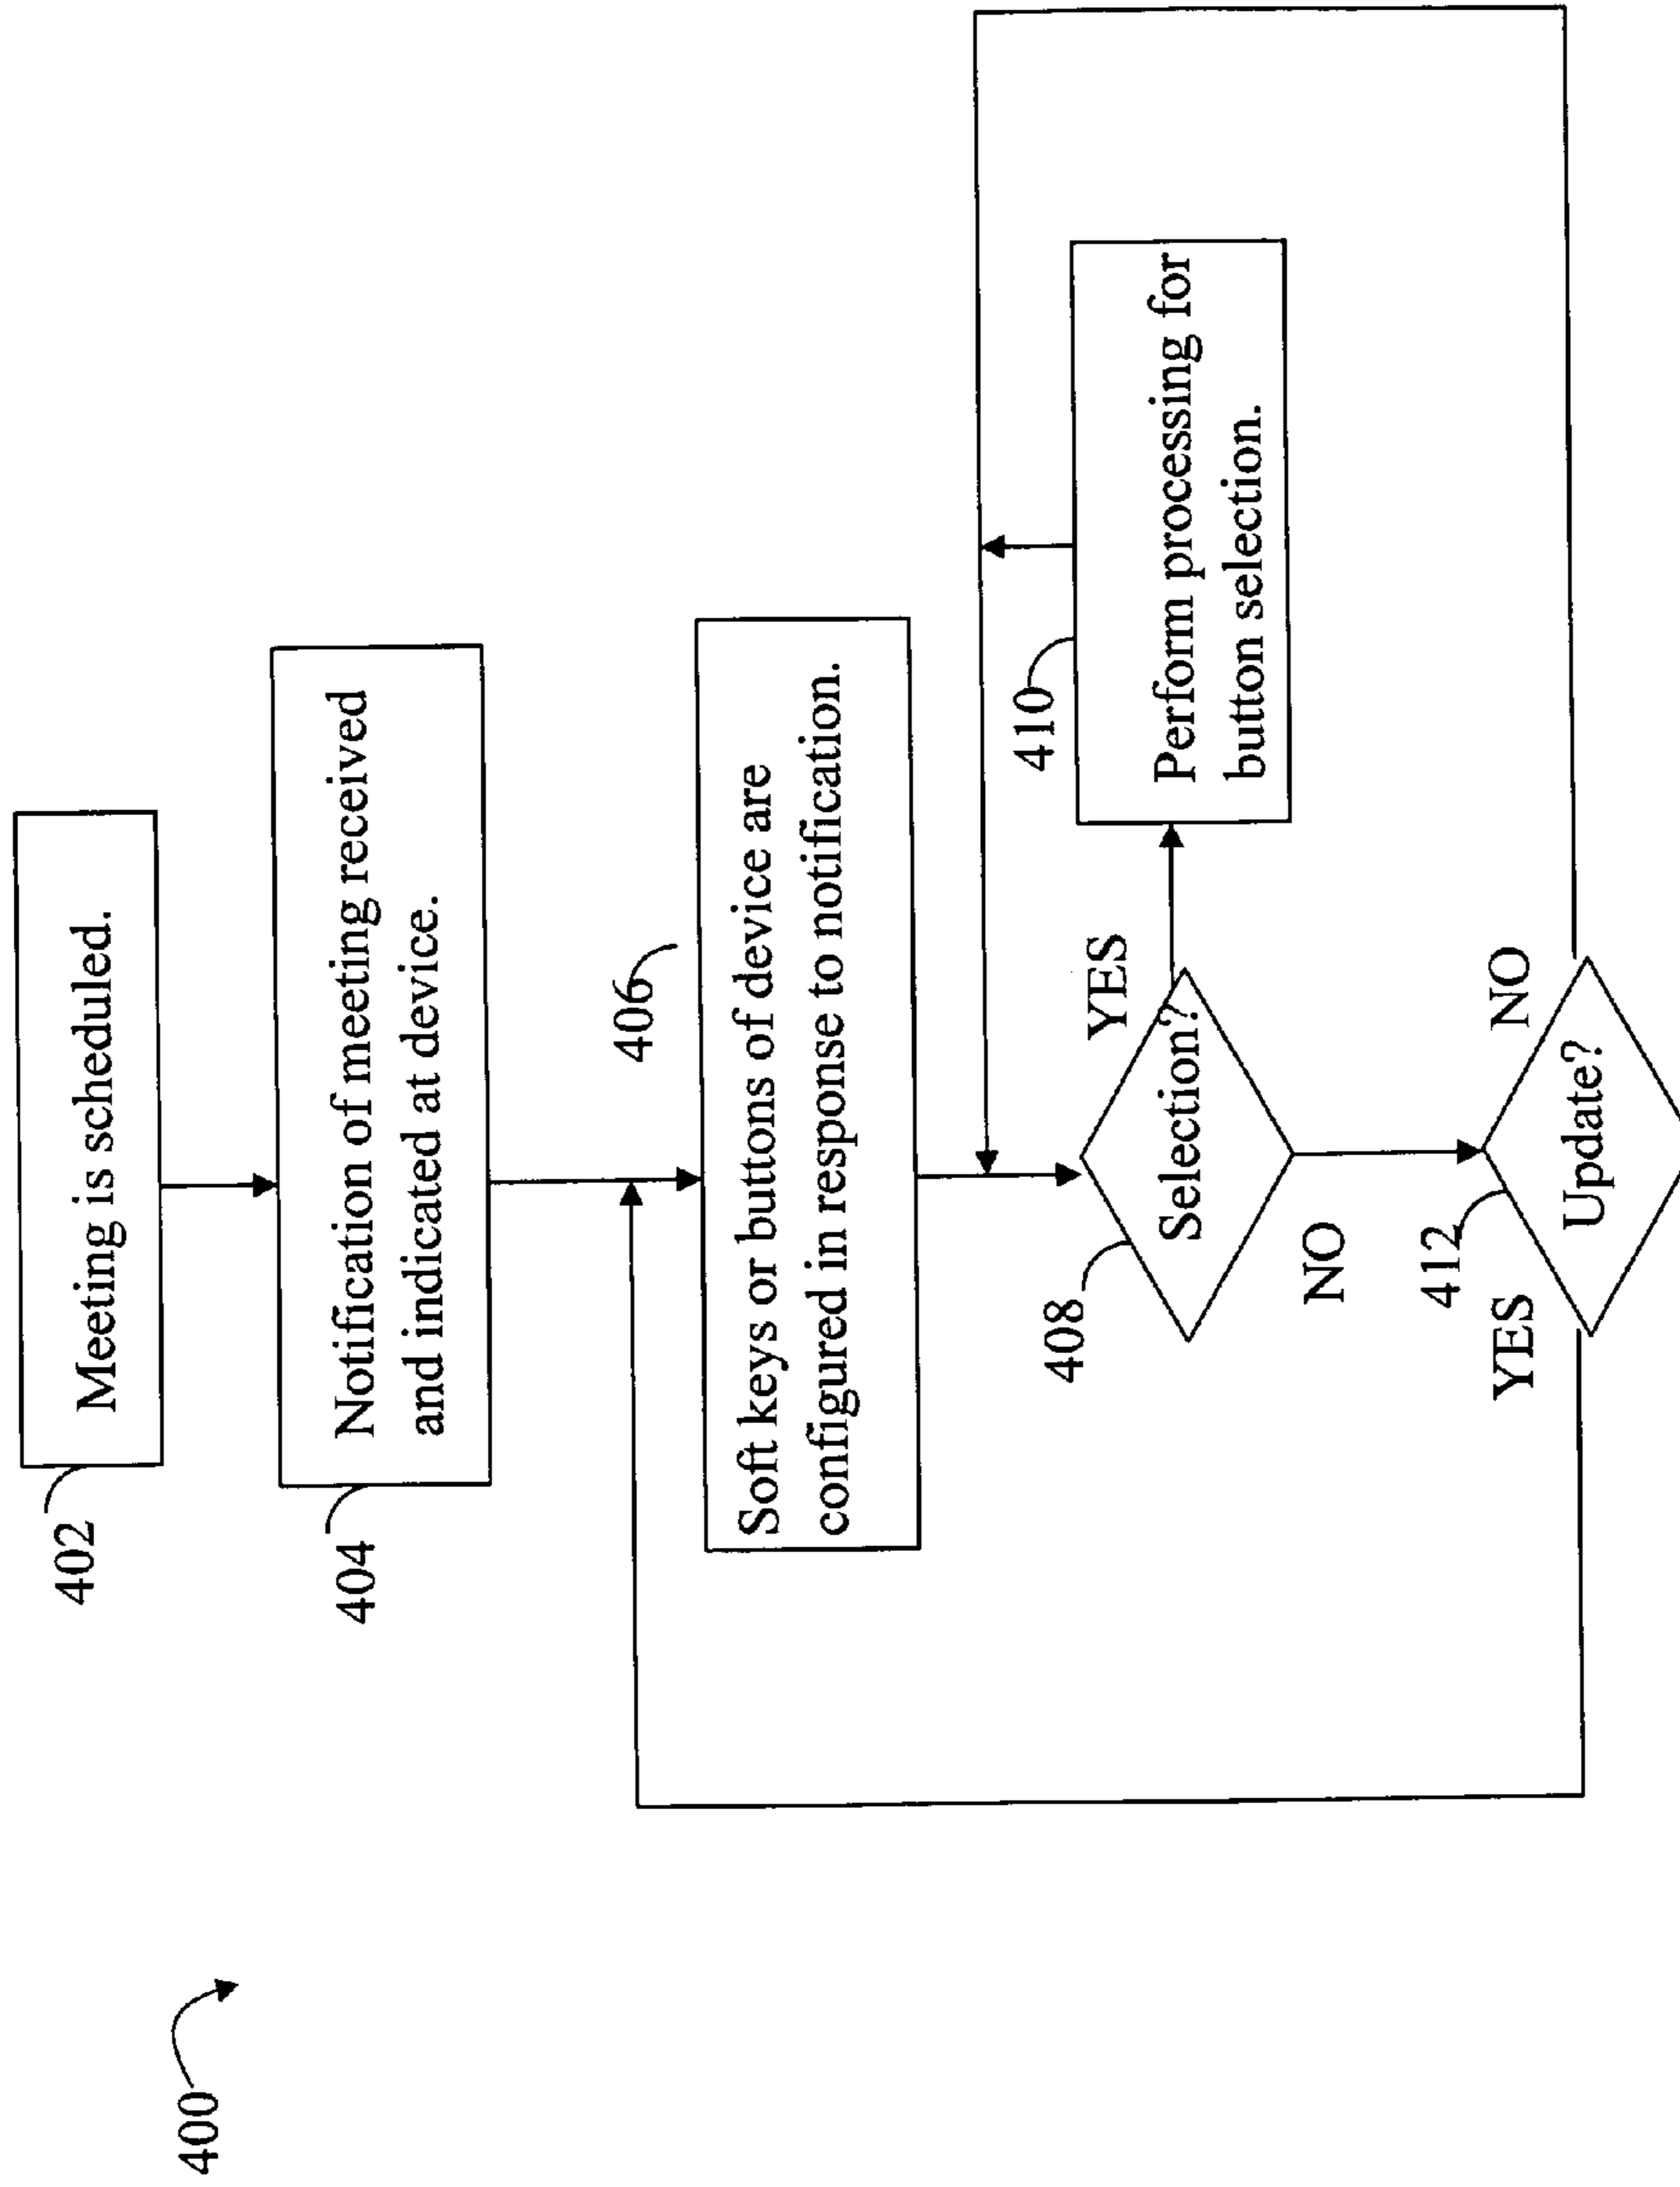 400
402
Meeting is scheduled.
404
Notification of meeting received
and indicated at device.
406
Soft keys or buttons of device are
configured in response to notification.
408
Selection?
YES
410
Perform processing for
button selection.
NO
412
Update?
YES
NO